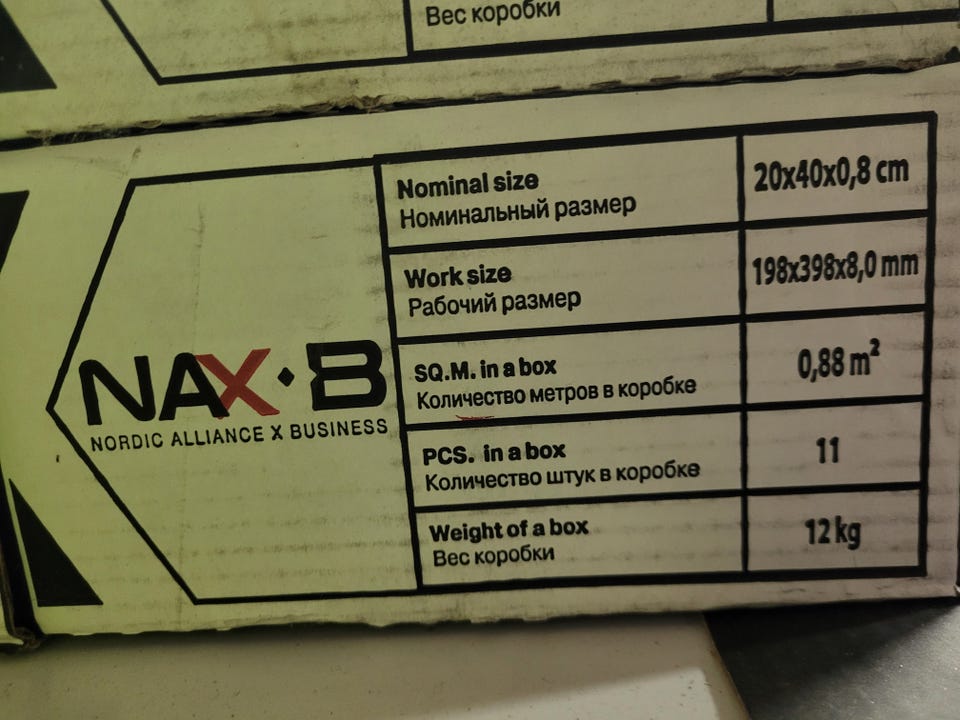 Вес коробки
Nominal size
Номинальный размер
20x40x0,8 cm
Work size
Рабочий размер
198x398x8,0 mm
NAX·B
NORDIC ALLIANCE X BUSINESS
SQ.M. in a box
Количество метров в коробке
0,88 m²
PCS. in a box
Количество штук в коробке
11
Weight of a box
Вес коробки
12 kg